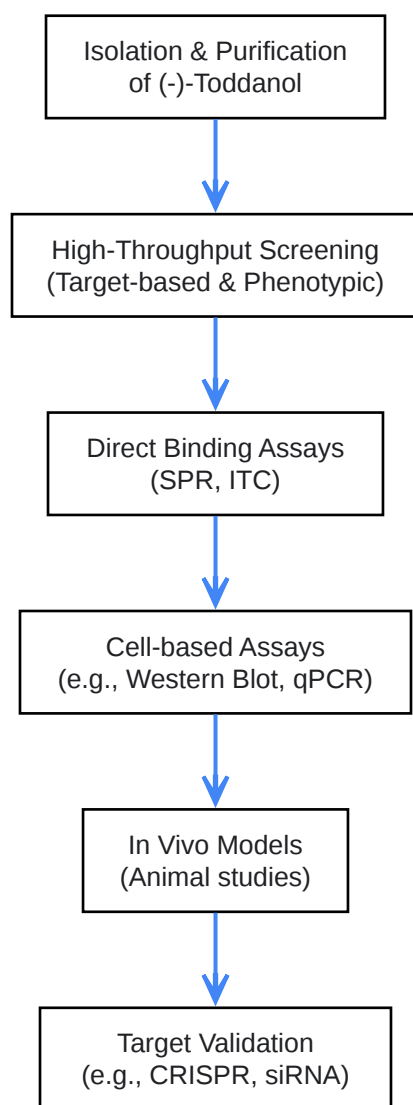 Isolation & Purification
of (-)-Toddanol
High-Throughput Screening
(Target-based & Phenotypic)
Direct Binding Assays
(SPR, ITC)
Cell-based Assays
(e.g., Western Blot, qPCR)
In Vivo Models
(Animal studies)
Target Validation
(e.g., CRISPR, siRNA)